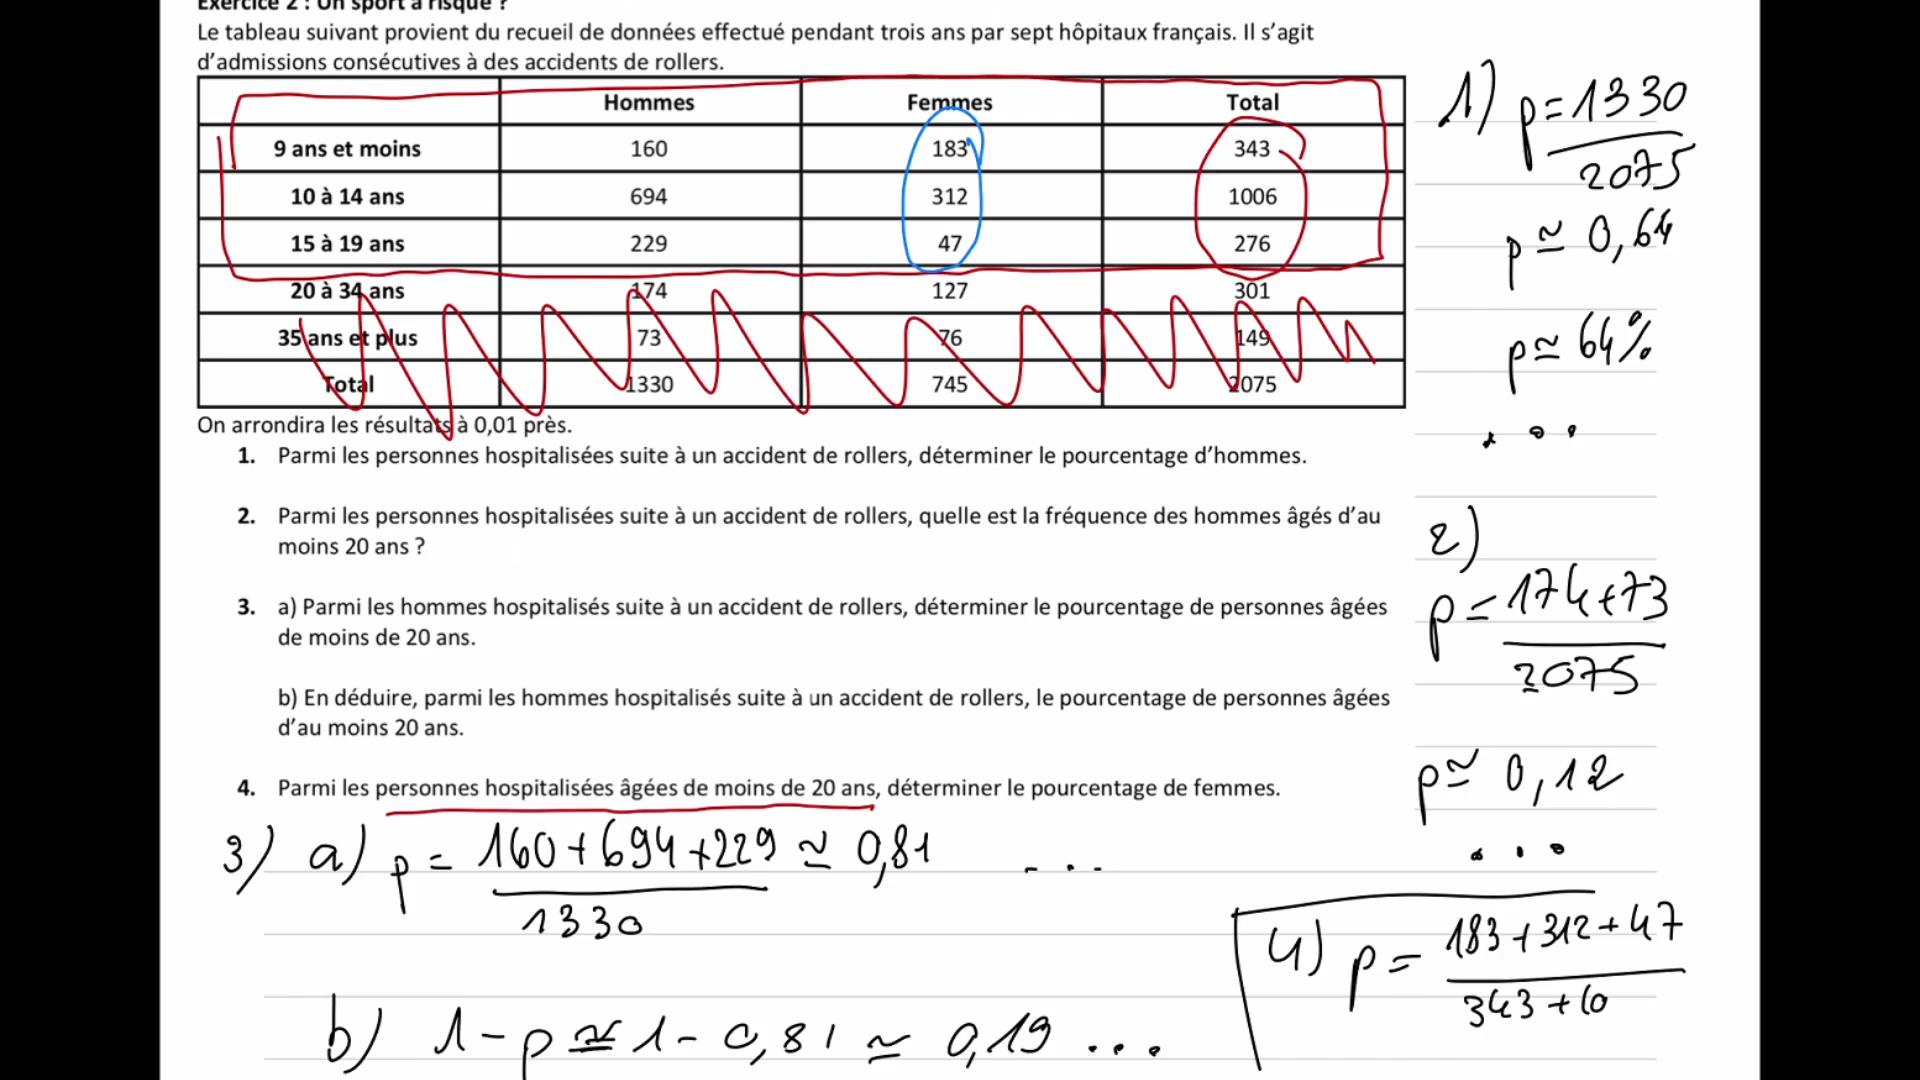 Exercice 2 : Un sport à risque ?
Le tableau suivant provient du recueil de données effectué pendant trois ans par sept hôpitaux français. Il s’agit
d’admissions consécutives à des accidents de rollers.
Hommes Femmes Total
9 ans et moins 160 183 343
10 à 14 ans 694 312 1006
15 à 19 ans 229 47 276
20 à 34 ans 174 127 301
35 ans et plus 73 76 149
Total 1330 745 2075
On arrondira les résultats à 0,01 près.
1. Parmi les personnes hospitalisées suite à un accident de rollers, déterminer le pourcentage d’hommes.
2. Parmi les personnes hospitalisées suite à un accident de rollers, quelle est la fréquence des hommes âgés d’au
moins 20 ans ?
3. a) Parmi les hommes hospitalisés suite à un accident de rollers, déterminer le pourcentage de personnes âgées
de moins de 20 ans.
b) En déduire, parmi les hommes hospitalisés suite à un accident de rollers, le pourcentage de personnes âgées
d’au moins 20 ans.
4. Parmi les personnes hospitalisées âgées de moins de 20 ans, déterminer le pourcentage de femmes.
1) p = 1330
2075
p ≃ 0,64
p ≃ 64%
...
2)
p = 174+73
2075
p ≃ 0,12
...
3) a) p = 160+694+229 ≃ 0,81 ...
1330
b) 1-p ≃ 1-0,81 ≃ 0,19 ...
4) p = 183+312+47
343+10